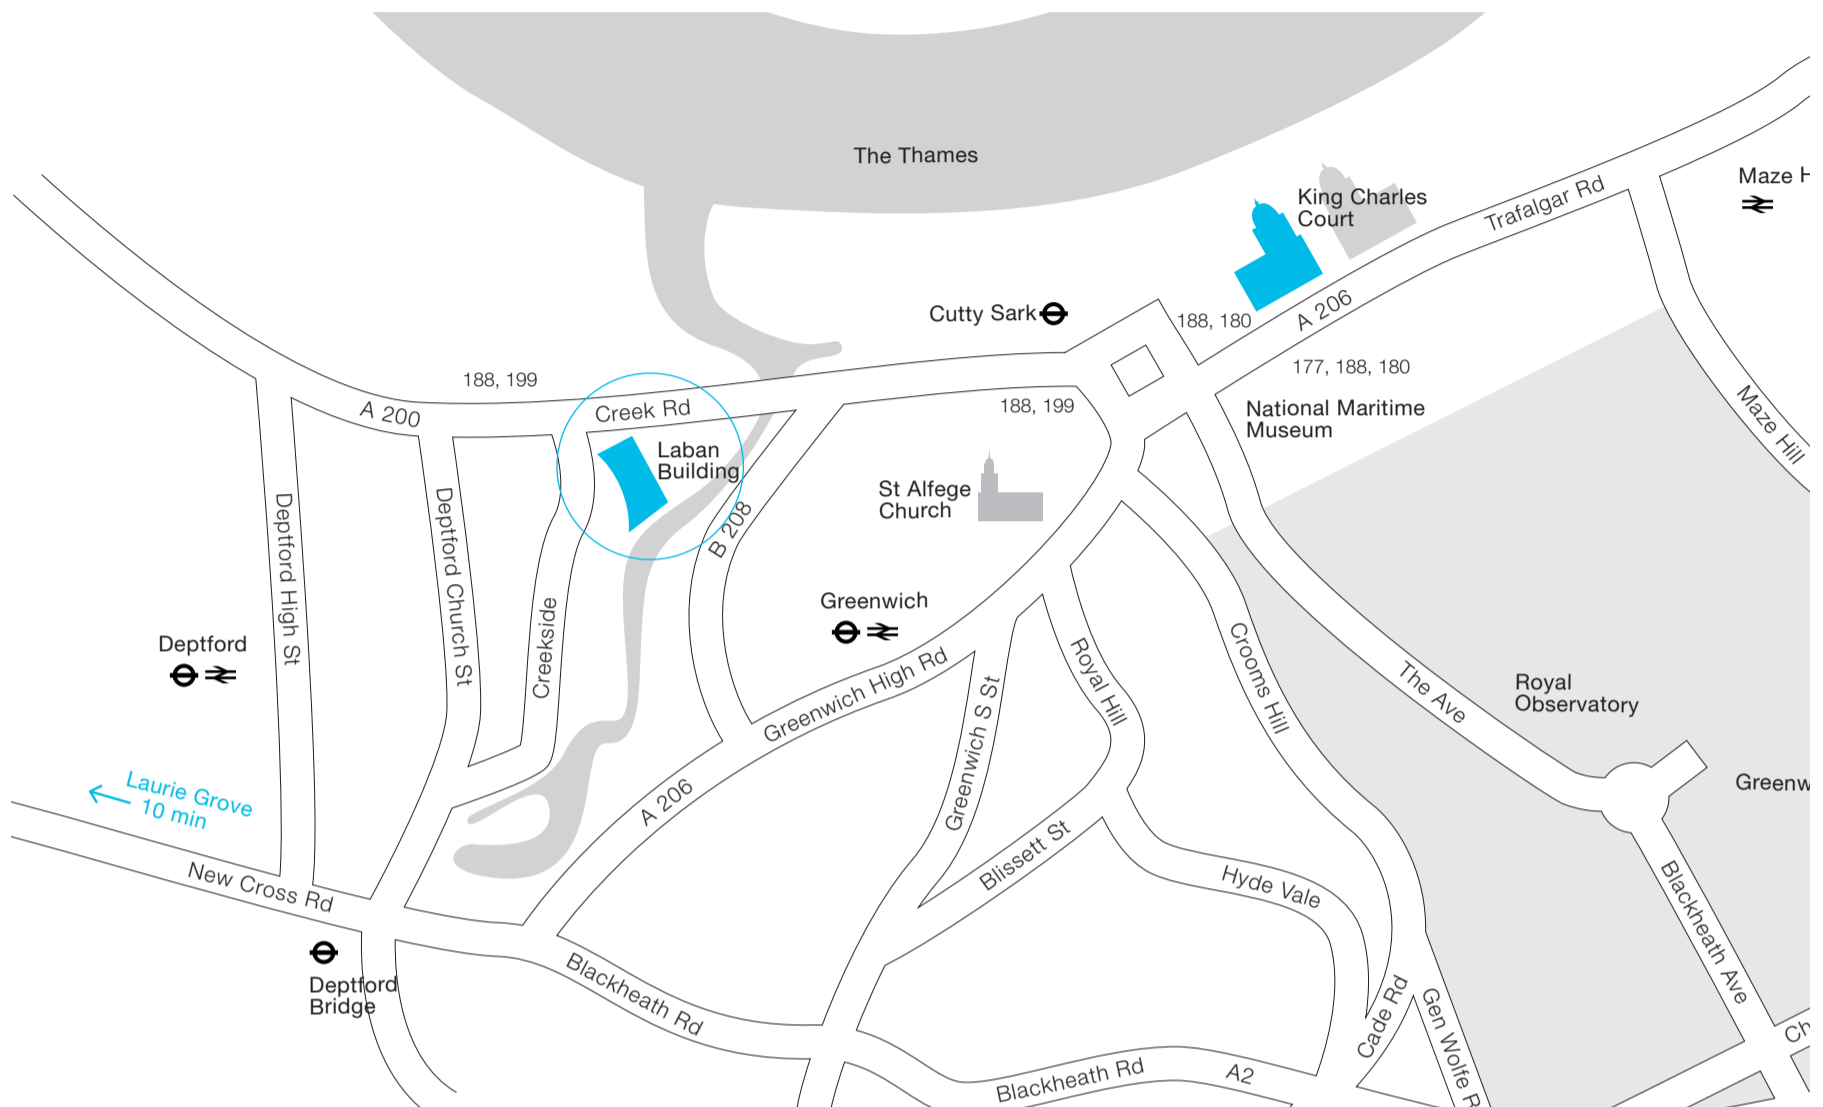 The Thames
King Charles
Court
Trafalgar Rd
Maze H
Cutty Sark
188, 180
A 206
177, 188, 180
188, 199
A 200
Creek Rd
188, 199
National Maritime
Museum
Maze Hill
Laban
Building
St Alfege
Church
B 208
Deptford High St
Deptford Church St
Creekside
Greenwich
Deptford
Greenwich High Rd
Royal Hill
Crooms Hill
The Ave
Royal
Observatory
Greenwich S St
Greenw
Laurie Grove
10 min
A 206
Blissett St
New Cross Rd
Hyde Vale
Blackheath Ave
Deptford
Bridge
Blackheath Rd
Cade Rd
Gen Wolfe R
Ch
Blackheath Rd
A2